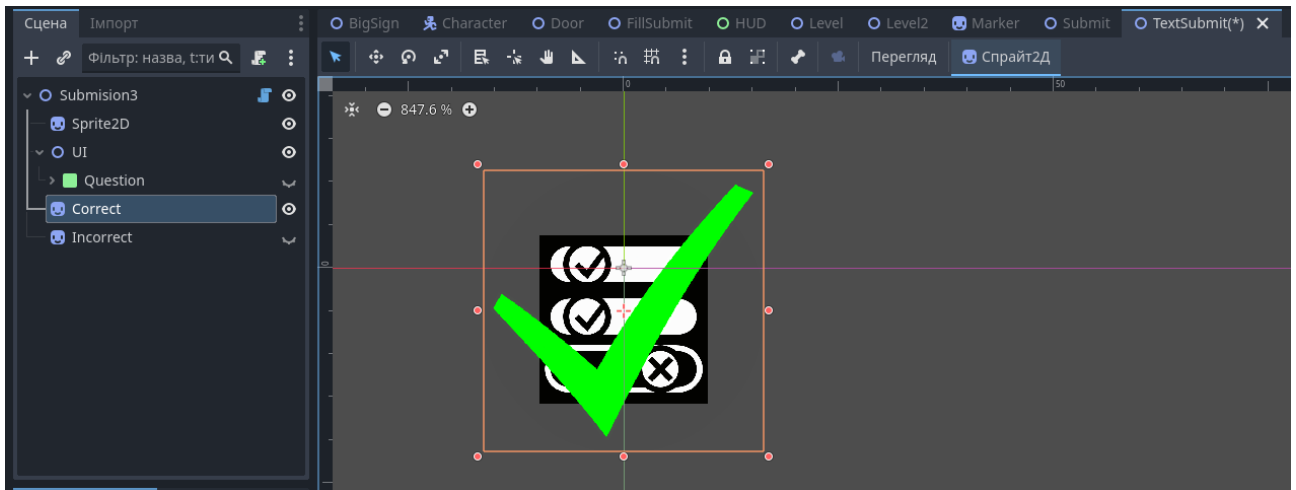 Сцена Імпорт
BigSign Character Door FillSubmit HUD Level Level2 Marker Submit TextSubmit(*)
Фільтр: назва, t:ти
Перегляд Спрайт2Д
Submision3
Sprite2D
UI
Question
Correct
Incorrect
0 50
847.6 %
0